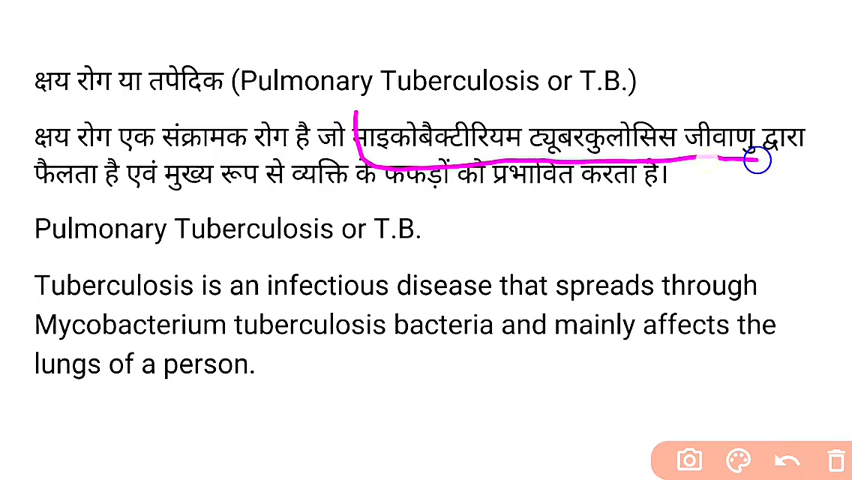 क्षय रोग या तपेदिक (Pulmonary Tuberculosis or T.B.)
क्षय रोग एक संक्रामक रोग है जो माइकोबैक्टीरियम ट्यूबरकुलोसिस जीवाणु द्वारा
फैलता है एवं मुख्य रूप से व्यक्ति के फेफड़ों को प्रभावित करता है।
Pulmonary Tuberculosis or T.B.
Tuberculosis is an infectious disease that spreads through
Mycobacterium tuberculosis bacteria and mainly affects the
lungs of a person.